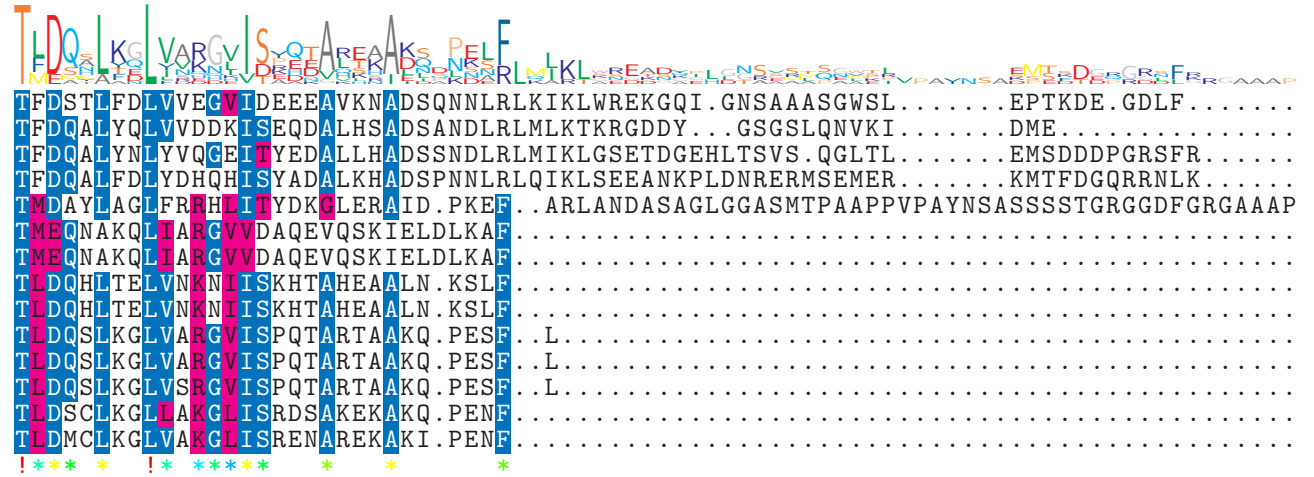 TFDSTLFDLVVEGVIDEEEAVKNADSQNNLRLKIKLWREKGQI.GNSAAASGWSL.......EPTKDE.GDLF.......
TFDQALYQLVVDDKISEQDALHSADSANDLRLMLKTKRGDDY...GSGSLQNVKI.......DME...............
TFDQALYNLYVQGEITYEDALLHADSSNDLRLMIKLGSETDGEHLTSVS.QGLTL.......EMSDDDPGRSFR......
TFDQALFDLYDHQHISYADALKHADSPNNLRLQIKLSEEANKPLDNRERMSEMER.......KMTFDGQRRNLK......
TMDAYLAGLFRRHLITYDKGLERAID.PKEF..ARLANDASAGLGGASMTPAAPPVPAYNSASSSSTGRGGDFGRGAAAP
TMEQNAKQLIARGVVDAQEVQSKIELDLKAF.................................................
TMEQNAKQLIARGVVDAQEVQSKIELDLKAF.................................................
TLDQHLTELVNKNIISKHTAHEAALN.KSLF.................................................
TLDQHLTELVNKNIISKHTAHEAALN.KSLF.................................................
TLDQSLKGLVARGVISPQTARTAAKQ.PESF..L..............................................
TLDQSLKGLVARGVISPQTARTAAKQ.PESF..L..............................................
TLDQSLKGLVSRGVISPQTARTAAKQ.PESF..L..............................................
TLDSCLKGLLAKGLISRDSAKEKAKQ.PENF.................................................
TLDMCLKGLVAKGLISRENAREKAKI.PENF.................................................
!*** *  !* *****   *   *      *